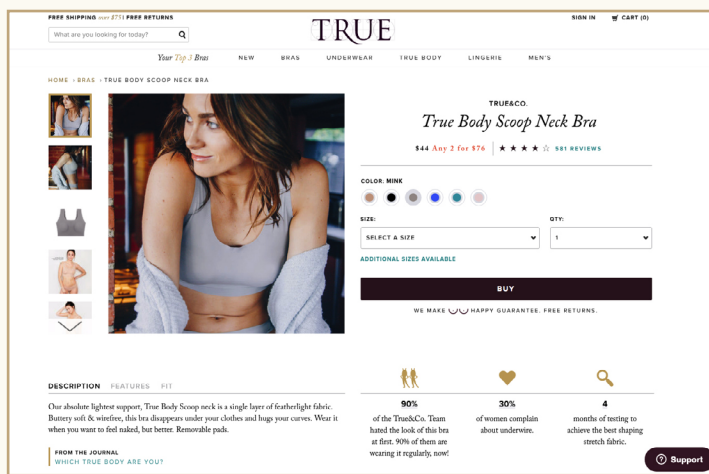 FREE SHIPPING over $75! FREE RETURNS
SIGN IN
CART (0)
What are you looking for today?
TRUE
Your Top 3 Bras
NEW
BRAS
UNDERWEAR
TRUE BODY
LINGERIE
MEN'S
HOME > BRAS > TRUE BODY SCOOP NECK BRA
TRUE&CO.
True Body Scoop Neck Bra
$44 Any 2 for $76
581 REVIEWS
COLOR: MINK
SIZE:
QTY:
SELECT A SIZE
1
ADDITIONAL SIZES AVAILABLE
BUY
WE MAKE HAPPY GUARANTEE. FREE RETURNS.
DESCRIPTION
FEATURES
FIT
Our absolute lightest support, True Body Scoop neck is a single layer of featherlight fabric.
Buttery soft & wirefree, this bra disappears under your clothes and hugs your curves. Wear it
when you want to feel naked, but better. Removable pads.
FROM THE JOURNAL
WHICH TRUE BODY ARE YOU?
90%
of the True&Co. Team
hated the look of this bra
at first. 90% of them are
wearing it regularly, now!
30%
of women complain
about underwire.
4
months of testing to
achieve the best shaping
stretch fabric.
Support